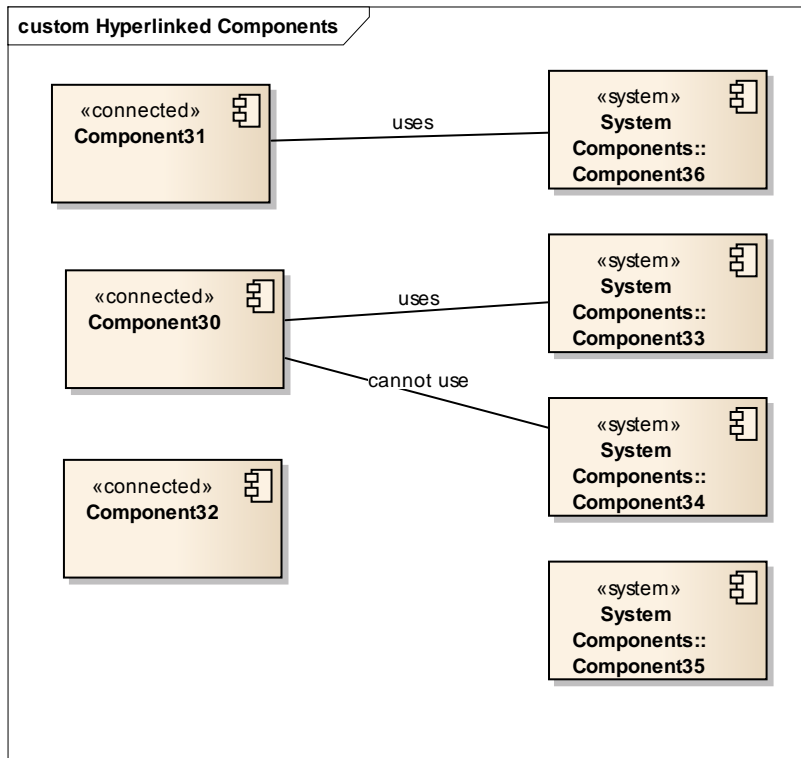 custom Hyperlinked Components
«connected»
Component31
uses
«system»
System
Components::
Component36
«connected»
Component30
uses
«system»
System
Components::
Component33
cannot use
«system»
System
Components::
Component34
«connected»
Component32
«system»
System
Components::
Component35